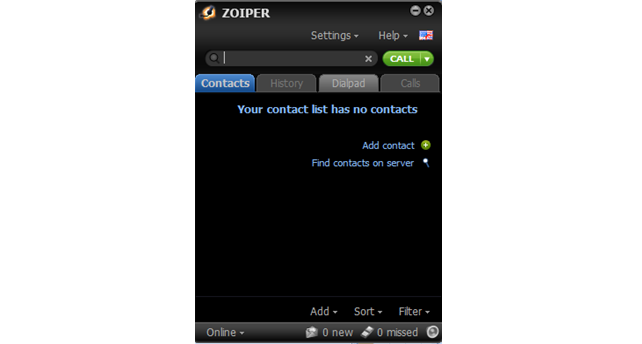 ZOIPER
Settings Help
CALL
Contacts History Dialpad Calls
Your contact list has no contacts
Add contact
Find contacts on server
Add Sort Filter
Online 0 new 0 missed